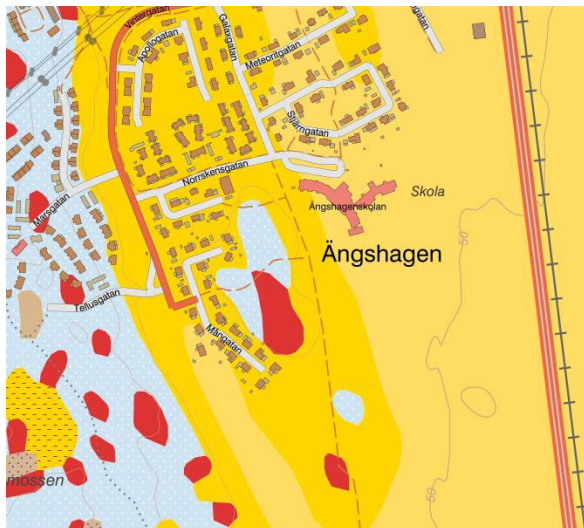 Vintergatan
Apollogatan
Galaxgatan
Meteoritgatan
Stjärngatan
Norrskensgatan
Marsgatan
Skola
Ängshagenskolan
Ängshagen
50
Tellusgatan
Mångatan
mossen
50